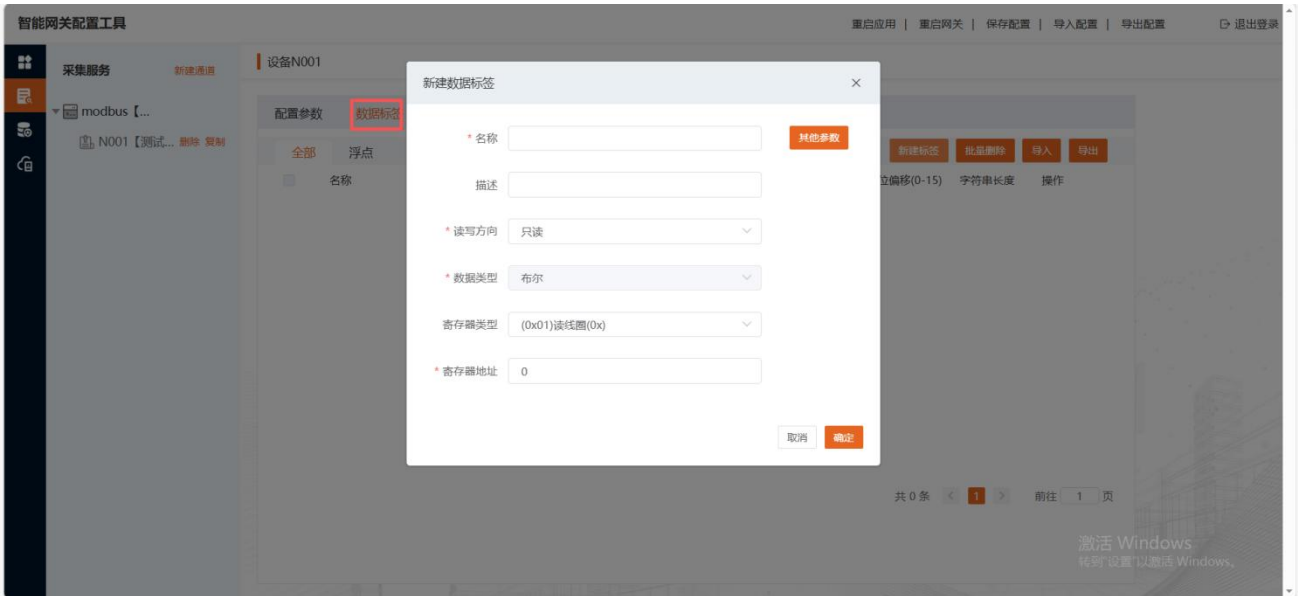 智能网关配置工具
重启应用 | 重启网关 | 保存配置 | 导入配置 | 导出配置 退出登录
采集服务 新建通道
设备N001
modbus【...
N001【测试... 删除 复制
配置参数 数据标签
全部 浮点
新建标签 批量删除 导入 导出
名称
位偏移(0-15) 字符串长度 操作
新建数据标签
* 名称
其他参数
描述
* 读写方向 只读
* 数据类型 布尔
寄存器类型 (0x01)读线圈(0x)
* 寄存器地址 0
取消 确定
共 0 条 < 1 > 前往 1 页
激活 Windows
转到"设置"以激活 Windows。